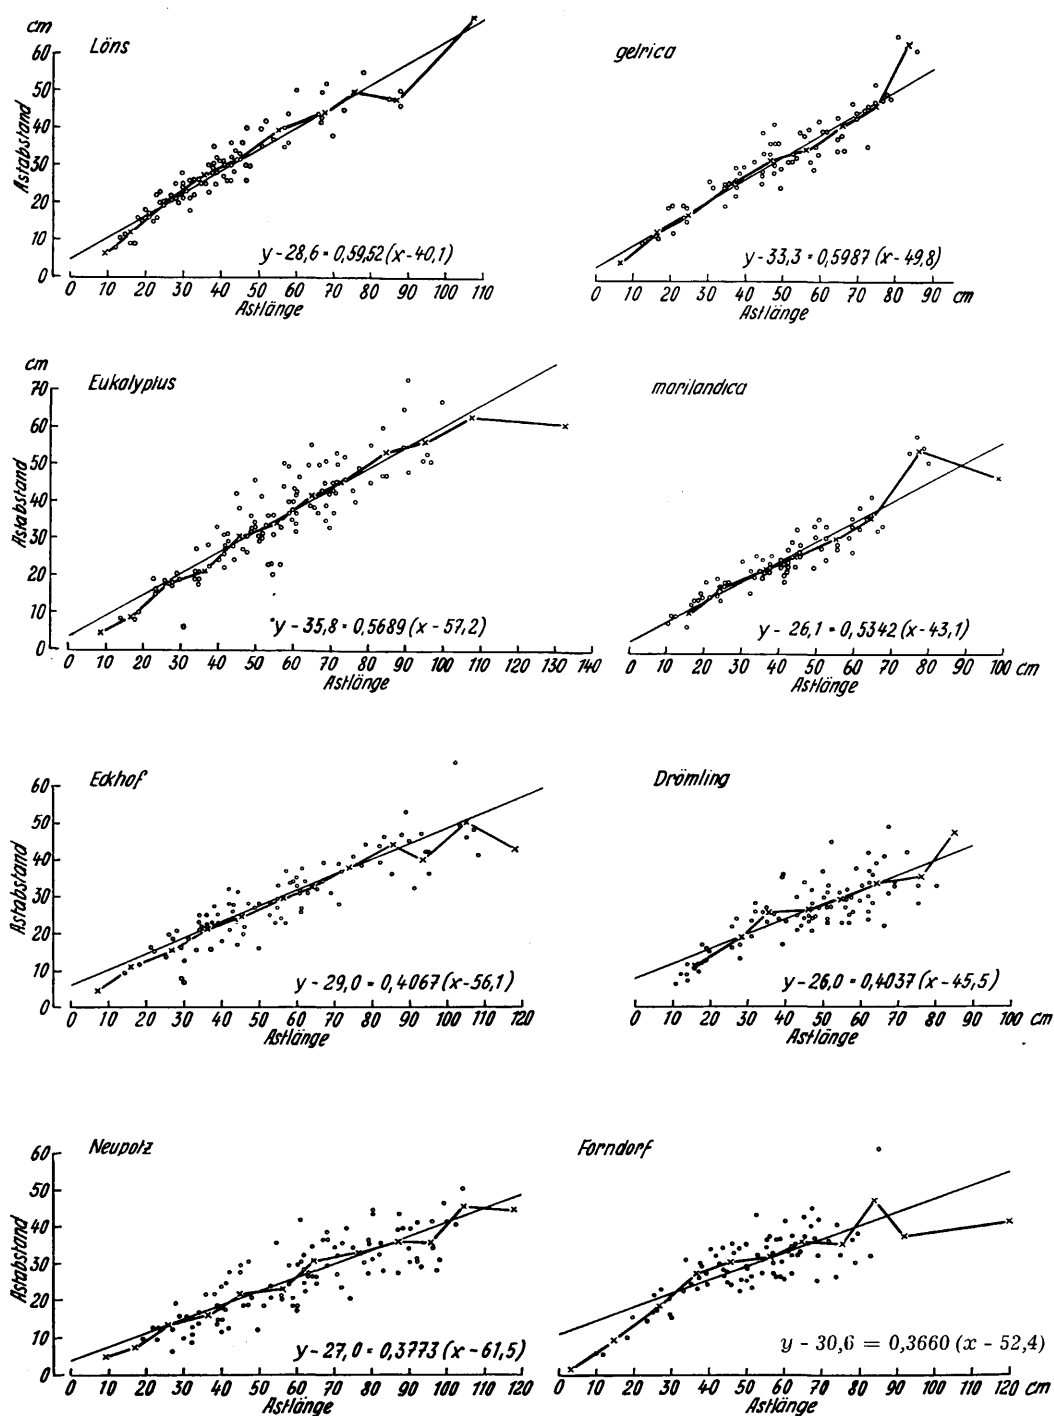 cm
Löns
60
50
40
30
20
10
0
Astabstand
y - 28,6 = 0,5952 (x - 40,1)
0 10 20 30 40 50 60 70 80 90 100 110
Astlänge
gelrica
y - 33,3 = 0,5987 (x - 49,8)
0 10 20 30 40 50 60 70 80 90 cm
Astlänge
cm
Eukalyptus
70
60
50
40
30
20
10
0
Astabstand
y - 35,8 = 0,5689 (x - 57,2)
0 10 20 30 40 50 60 70 80 90 100 110 120 130 140
Astlänge
marilandica
y - 26,1 = 0,5342 (x - 43,1)
0 10 20 30 40 50 60 70 80 90 100 cm
Astlänge
Eckhof
60
50
40
30
20
10
0
Astabstand
y - 29,0 = 0,4067 (x - 56,1)
0 10 20 30 40 50 60 70 80 90 100 110 120
Astlänge
Drömling
y - 26,0 = 0,4037 (x - 45,5)
0 10 20 30 40 50 60 70 80 90 100 cm
Astlänge
Neupotz
60
50
40
30
20
10
0
Astabstand
y - 27,0 = 0,3773 (x - 61,5)
0 10 20 30 40 50 60 70 80 90 100 110 120
Astlänge
Forndorf
y - 30,6 = 0,3660 (x - 52,4)
0 10 20 30 40 50 60 70 80 90 100 110 120 cm
Astlänge